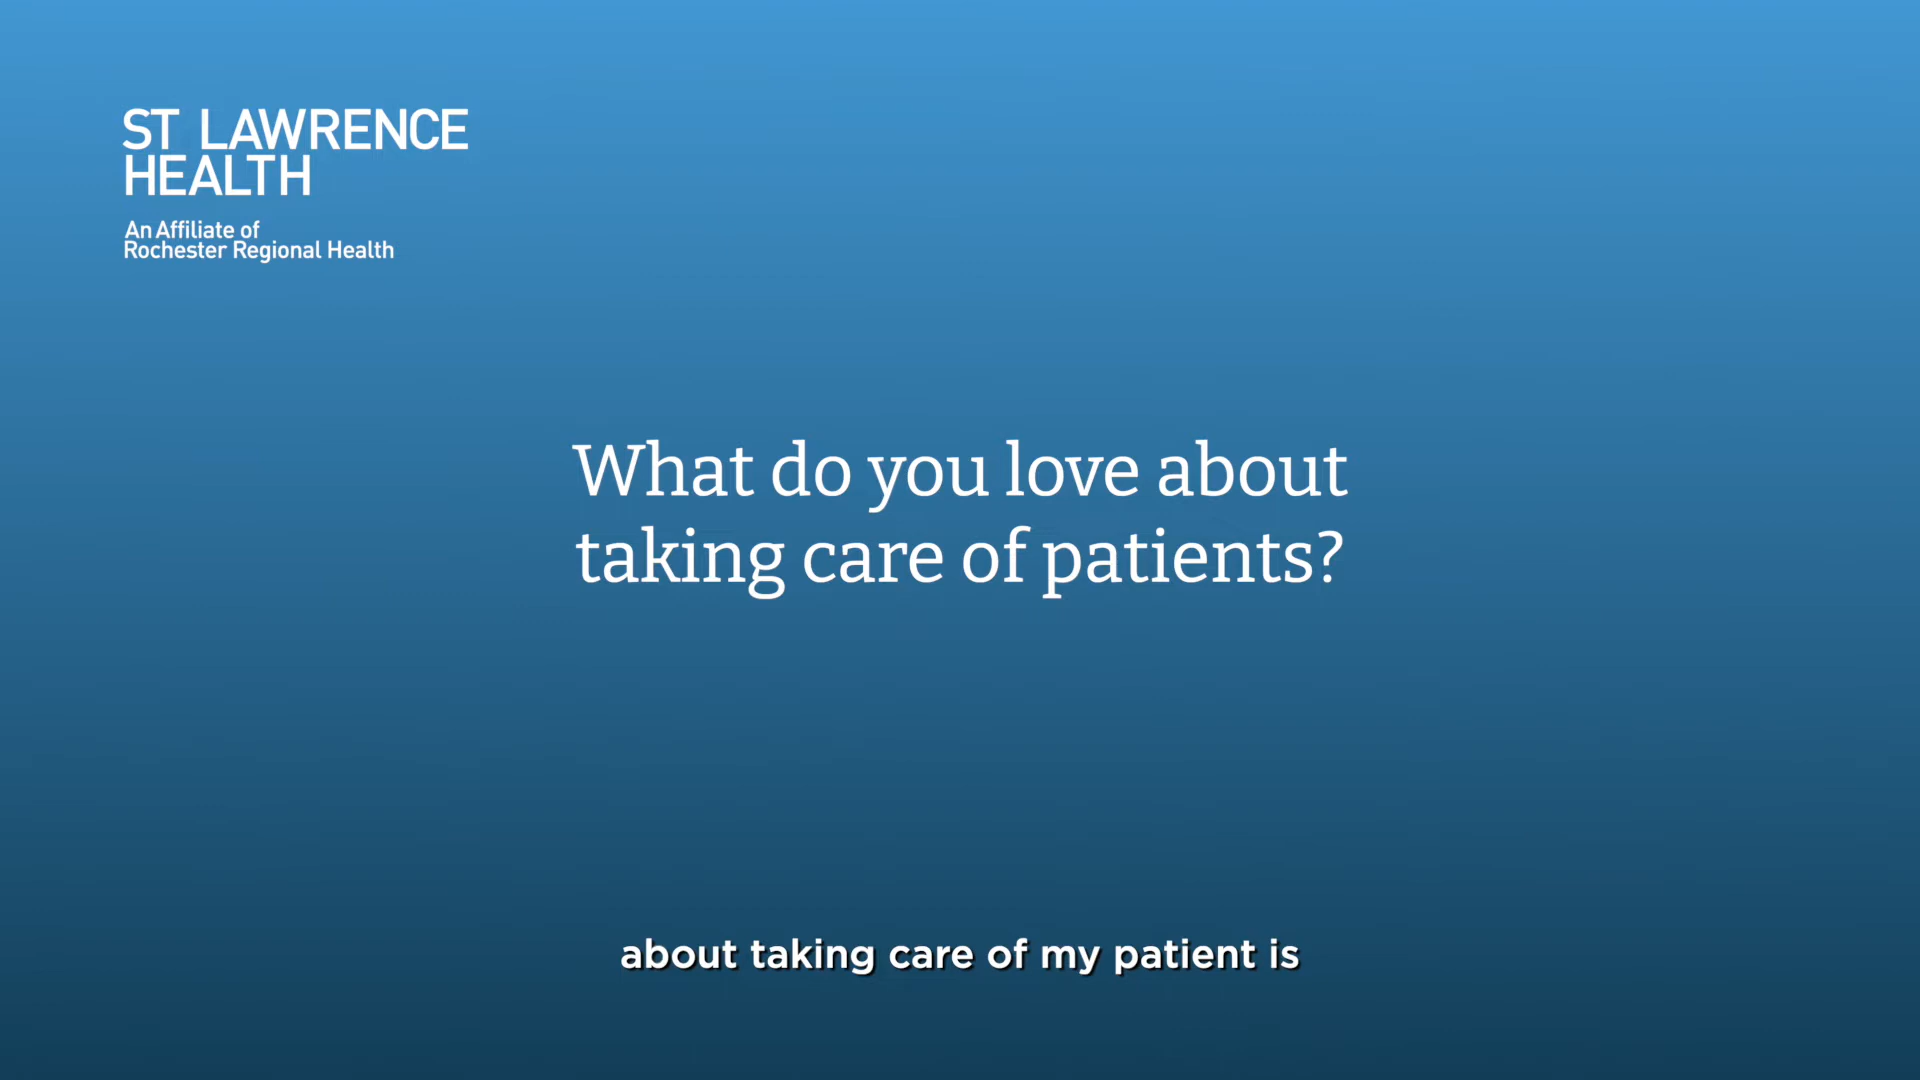 ST LAWRENCE
HEALTH
An Affiliate of
Rochester Regional Health
What do you love about
taking care of patients?
about taking care of my patient is